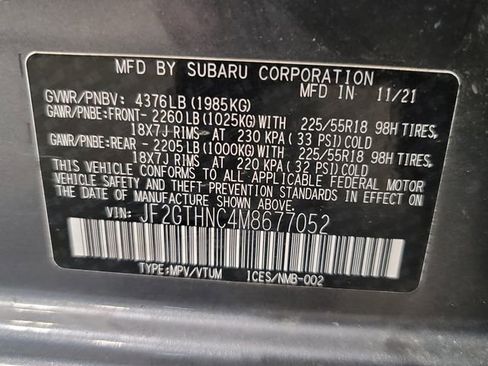 MFD BY SUBARU CORPORATION 11/21
GVWR/PNBV: 4376LB (1985KG)
GAWR/PNBE:FRONT- 2260LB (1025KG) WITH 225/55R18 98H TIRES,
18X7J RIMS AT 230 KPA (33 PSI) COLD
GAWR/PNBE:REAR - 2205LB (1000KG) WITH 225/55R18 98H TIRES,
18X7J RIMS AT 220 KPA (32 PSI) COLD
THIS VEHICLE CONFORMS TO ALL APPLICABLE FEDERAL MOTOR
VEHICLE SAFETY AND THEFT PREVENTION STANDARDS IN EFFECT
ON THE DATE OF MANUFACTURE SHOWN ABOVE.
VIN: JF2GTHNC4M8677052
TYPE:MPV/VTUM ICES/NMB-002